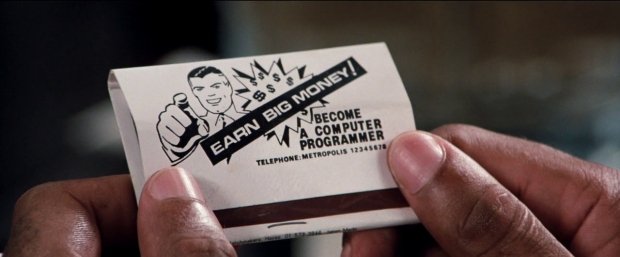 $ $ $ $ $ $
EARN BIG MONEY!
BECOME
A COMPUTER
PROGRAMMER
TELEPHONE: METROPOLIS 12345678